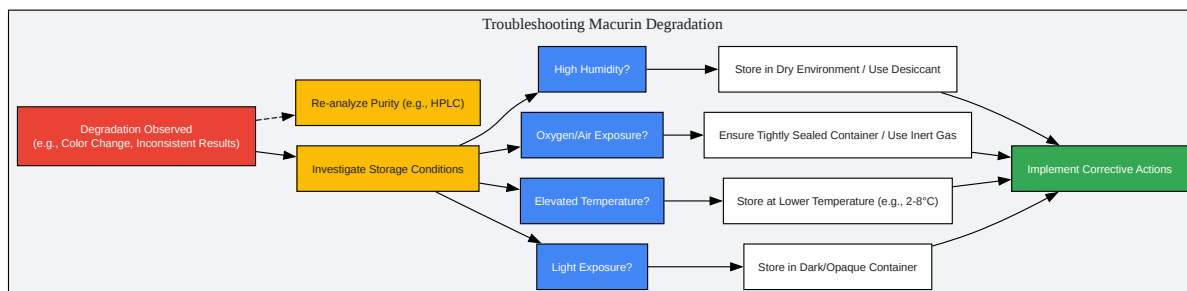 Troubleshooting Macurin Degradation
Degradation Observed
(e.g., Color Change, Inconsistent Results)
Re-analyze Purity (e.g., HPLC)
Investigate Storage Conditions
High Humidity?
Store in Dry Environment / Use Desiccant
Oxygen/Air Exposure?
Ensure Tightly Sealed Container / Use Inert Gas
Elevated Temperature?
Store at Lower Temperature (e.g., 2-8°C)
Light Exposure?
Store in Dark/Opaque Container
Implement Corrective Actions